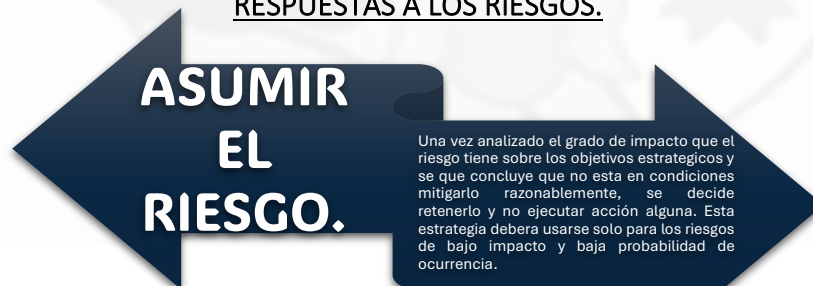 RESPUESTAS A LOS RIESGOS.
ASUMIR
EL
RIESGO.
Una vez analizado el grado de impacto que el
riesgo tiene sobre los objetivos estrategicos y
se que concluye que no esta en condiciones
mitigarlo razonablemente, se decide
retenerlo y no ejecutar acción alguna. Esta
estrategia debera usarse solo para los riesgos
de bajo impacto y baja probabilidad de
ocurrencia.